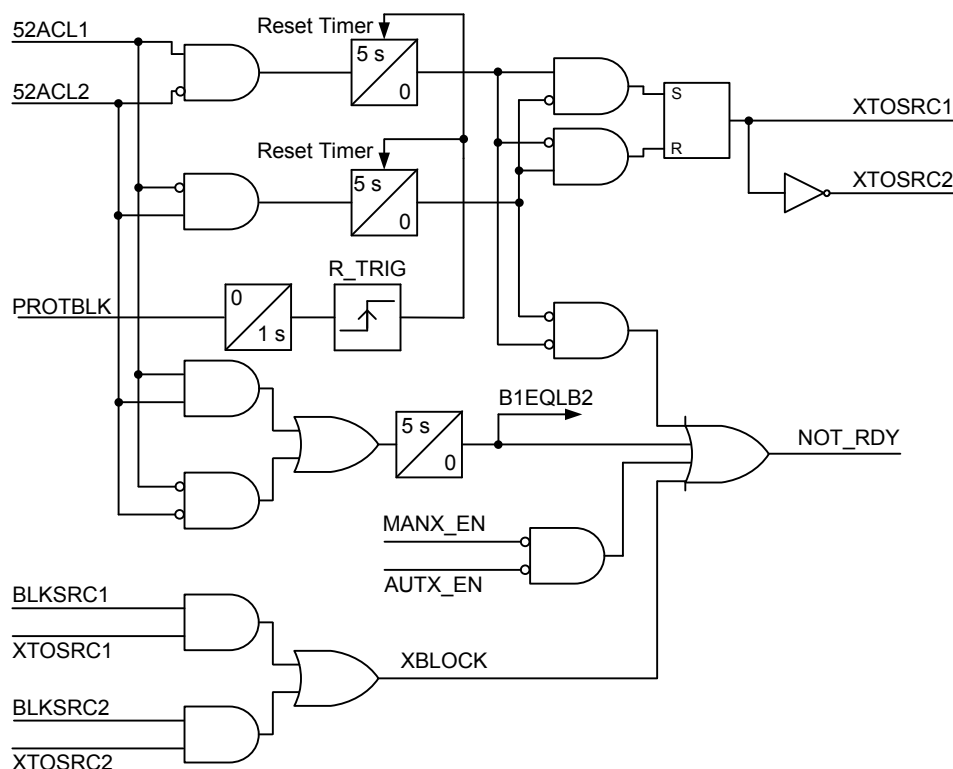 52ACL1
Reset Timer
5 s
0
52ACL2
S
R
XTOSRC1
XTOSRC2
Reset Timer
5 s
0
R_TRIG
PROTBLK
0
1 s
B1EQLB2
5 s
0
NOT_RDY
MANX_EN
AUTX_EN
BLKSRC1
XTOSRC1
XBLOCK
BLKSRC2
XTOSRC2